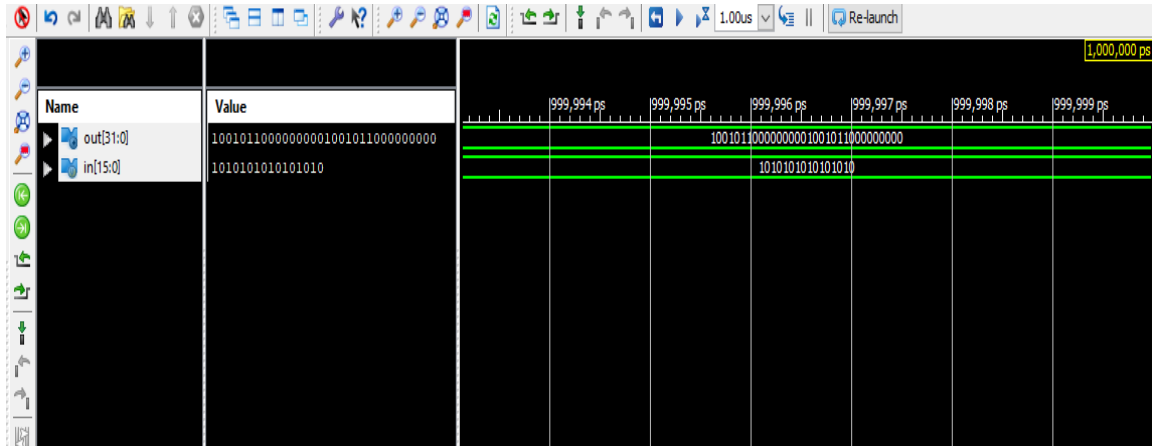 1.00us
Re-launch
1,000,000 ps
Name
Value
999,994 ps
999,995 ps
999,996 ps
999,997 ps
999,998 ps
999,999 ps
out[31:0]
10010110000000001001011000000000
10010110000000001001011000000000
in[15:0]
1010101010101010
1010101010101010